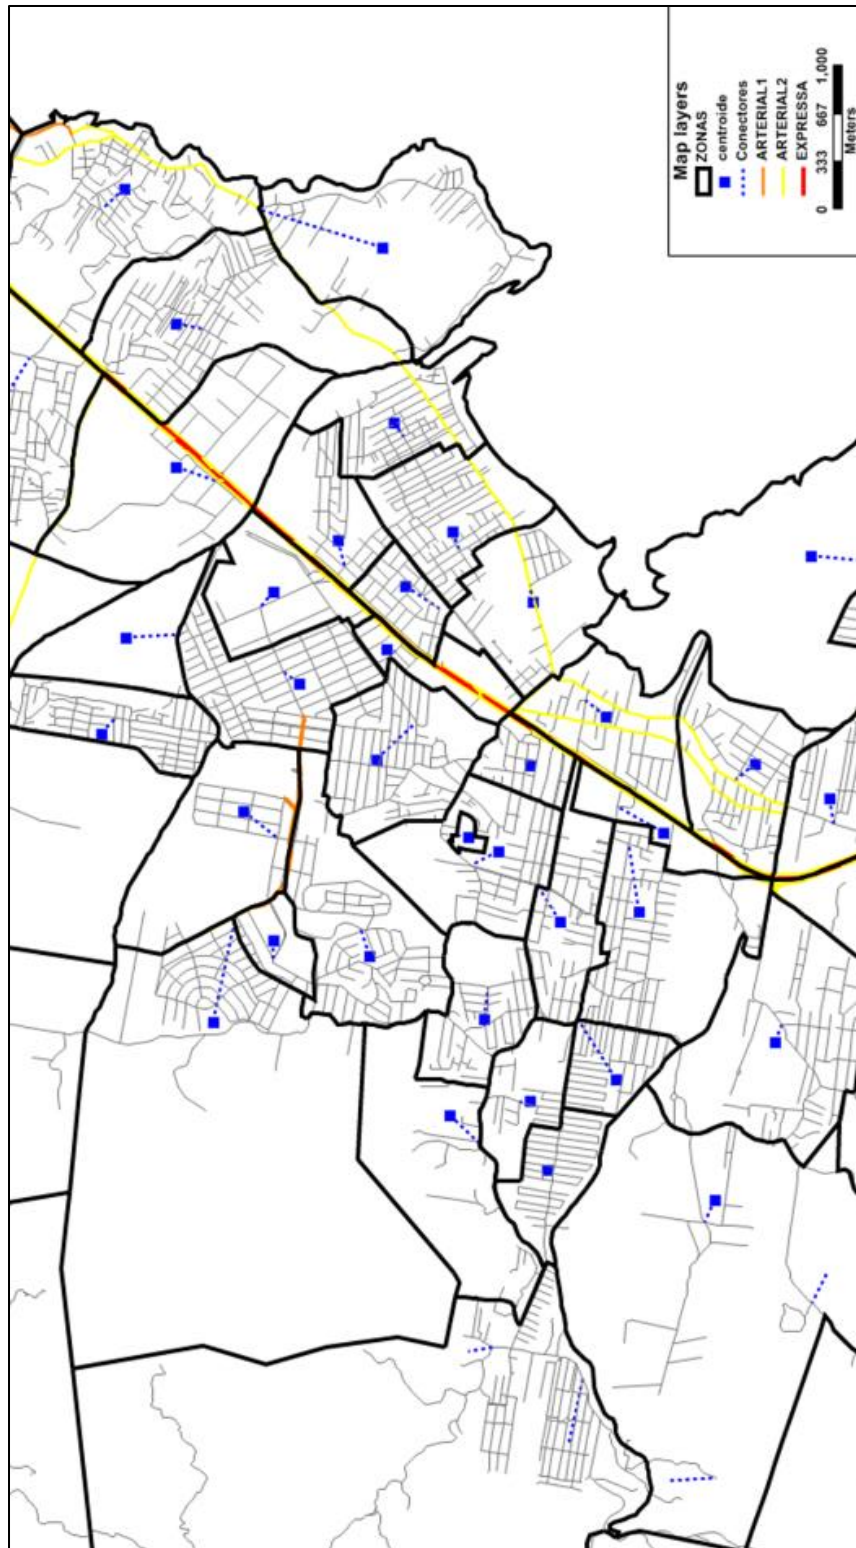 Map layers
ZONAS
centroide
Conectores
ARTERIAL1
ARTERIAL2
EXPRESSA
0 333 667 1,000
Meters